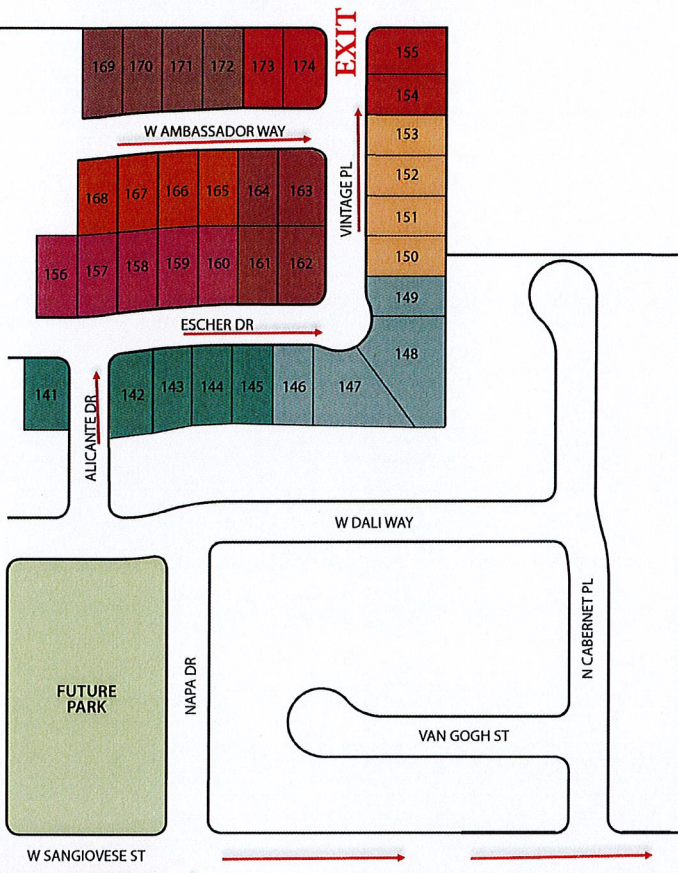 EXIT
169 170 171 172 173 174
155
154
W AMBASSADOR WAY
153
168 167 166 165 164 163
152
VINTAGE PL
151
156 157 158 159 160 161 162
150
149
ESCHER DR
148
141
142 143 144 145 146 147
ALICANTE DR
W DALI WAY
N CABERNET PL
FUTURE
PARK
NAPA DR
VAN GOGH ST
W SANGIOVESE ST